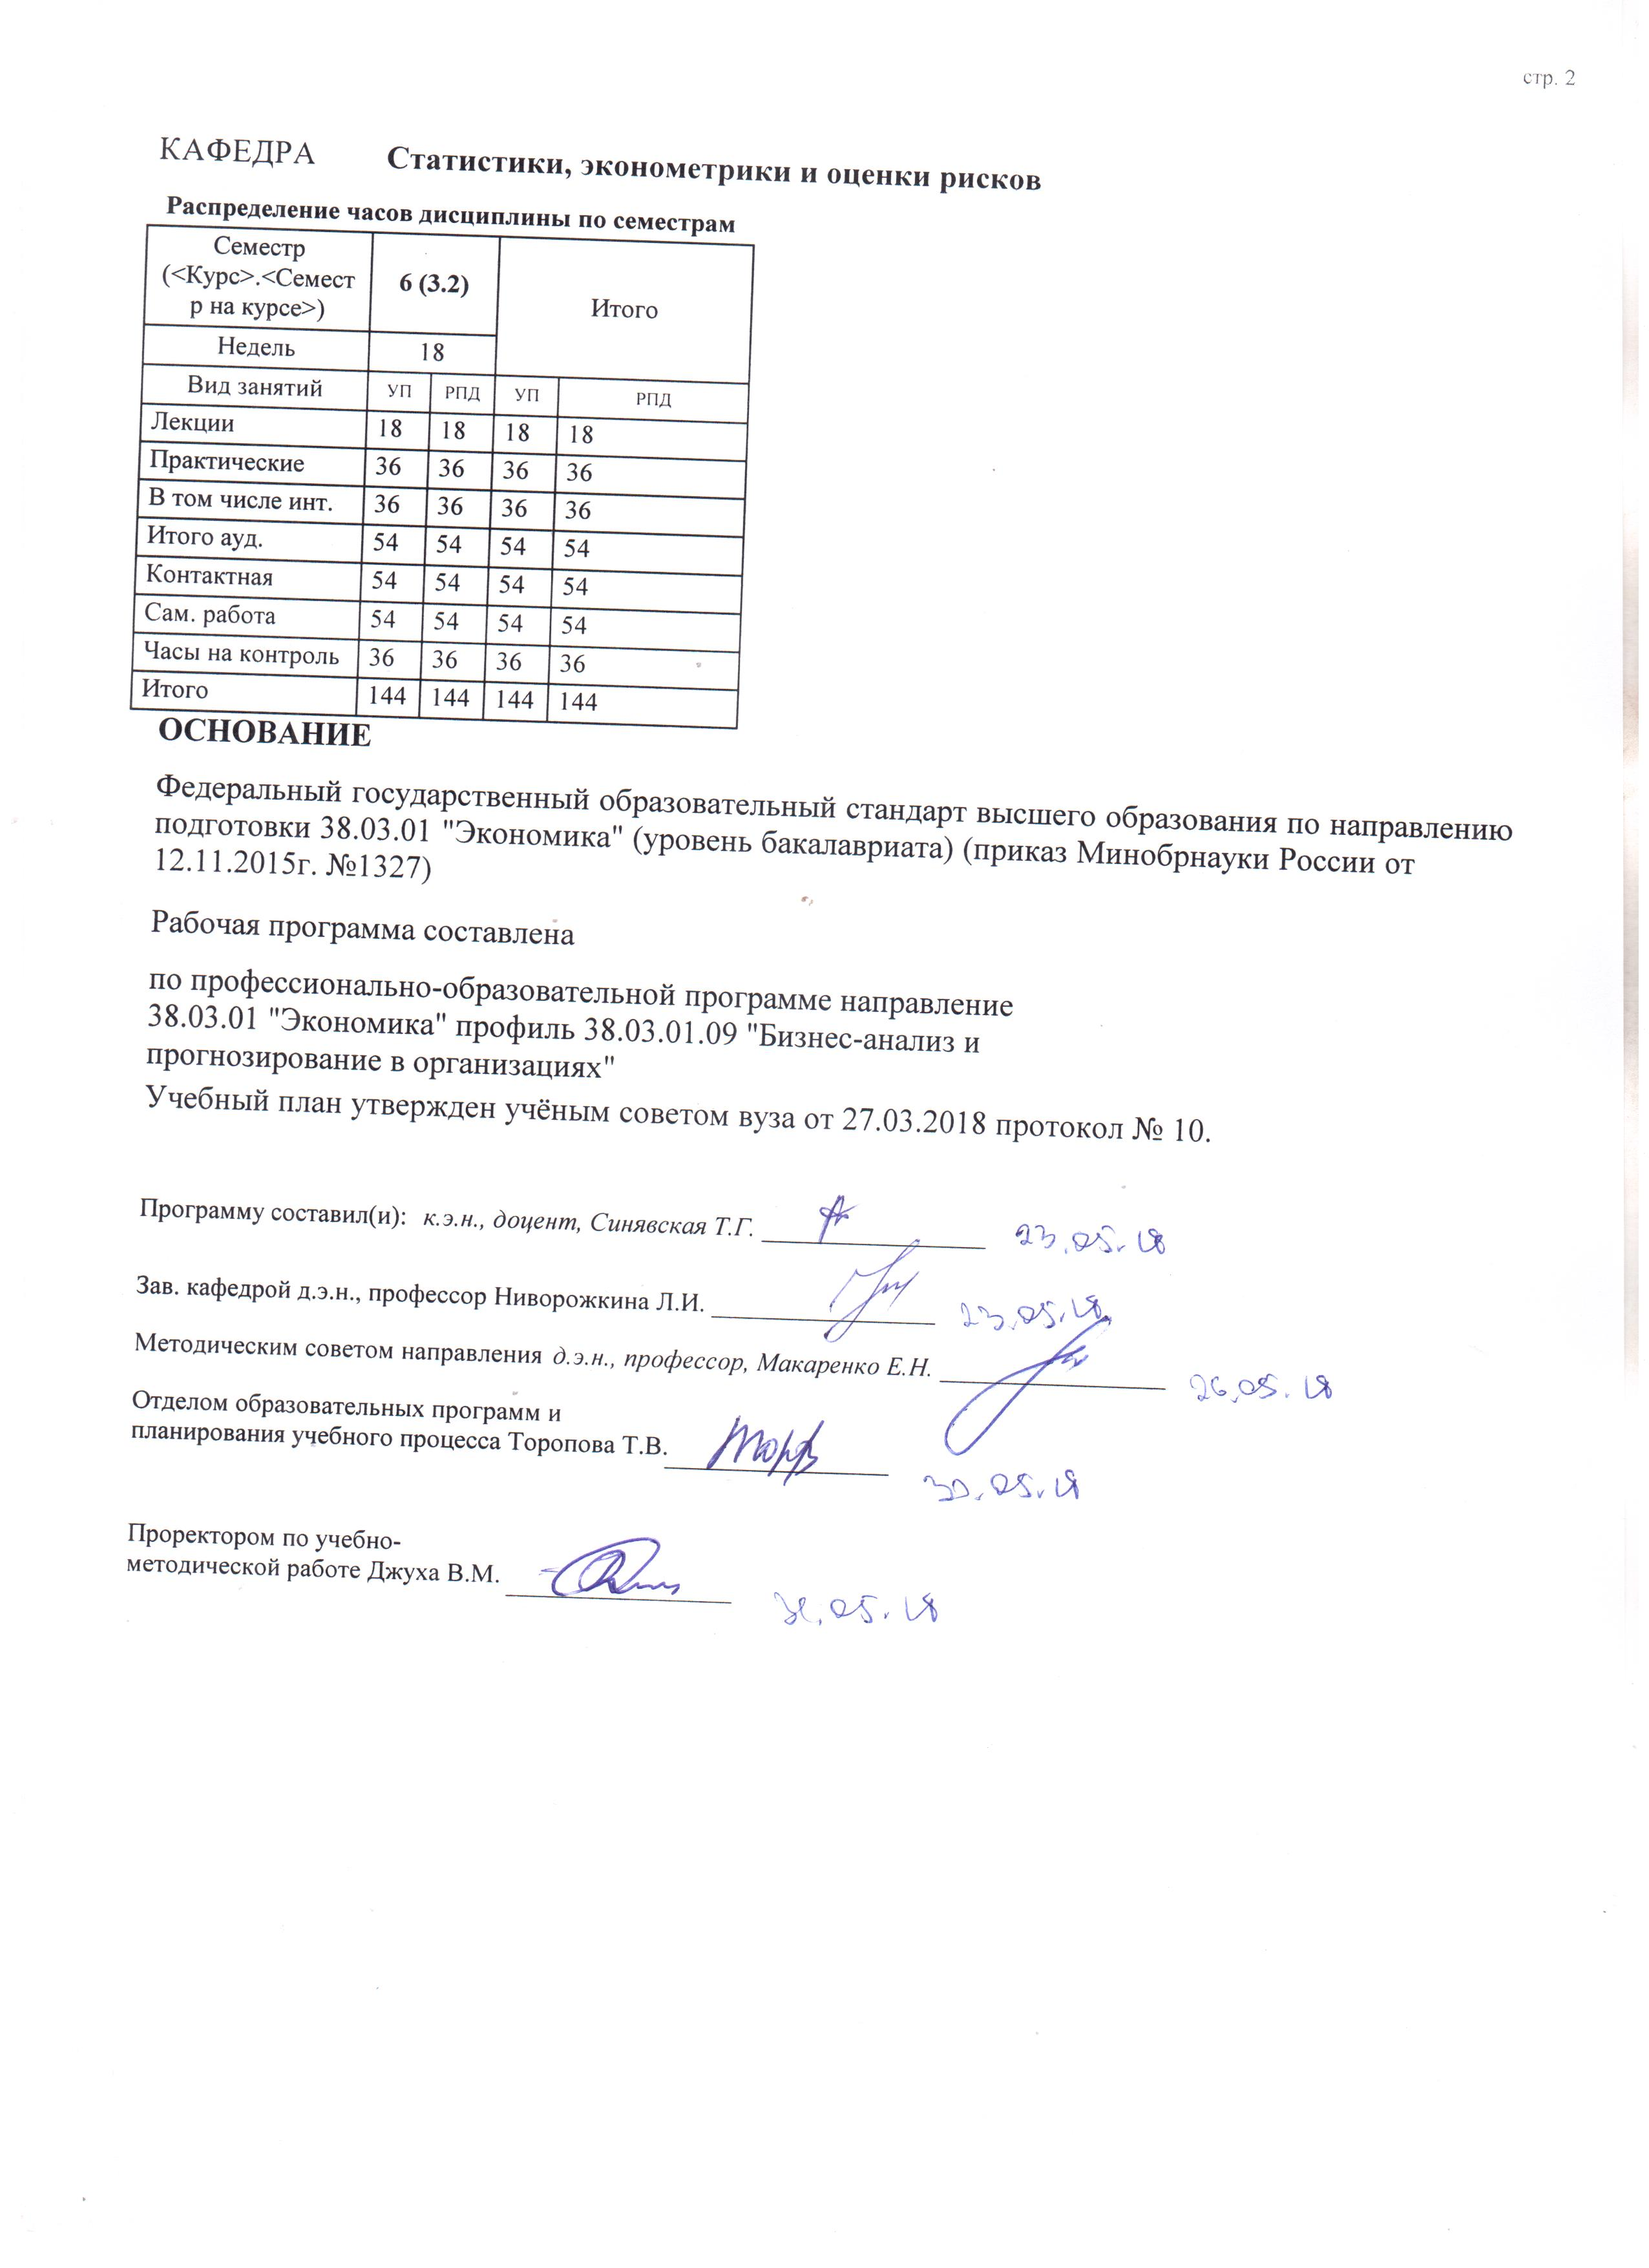 стр. 2
КАФЕДРА Статистики, эконометрики и оценки рисков
Распределение часов дисциплины по семестрам
Семестр
(<Курс>.<Семест
р на курсе>)
6 (3.2)
Итого
Недель 18
Вид занятий УП РПД УП РПД
Лекции 18 18 18 18
Практические 36 36 36 36
В том числе инт. 36 36 36 36
Итого ауд. 54 54 54 54
Контактная 54 54 54 54
Сам. работа 54 54 54 54
Часы на контроль 36 36 36 36
Итого 144 144 144 144
ОСНОВАНИЕ
Федеральный государственный образовательный стандарт высшего образования по направлению
подготовки 38.03.01 "Экономика" (уровень бакалавриата) (приказ Минобрнауки России от
12.11.2015г. №1327)
Рабочая программа составлена
по профессионально-образовательной программе направление
38.03.01 "Экономика" профиль 38.03.01.09 "Бизнес-анализ и
прогнозирование в организациях"
Учебный план утвержден учёным советом вуза от 27.03.2018 протокол № 10.
Программу составил(и): к.э.н., доцент, Синявская Т.Г. 23.05.18
Зав. кафедрой д.э.н., профессор Ниворожкина Л.И. 23.05.18
Методическим советом направления д.э.н., профессор, Макаренко Е.Н. 26.05.18
Отделом образовательных программ и
планирования учебного процесса Торопова Т.В. 30.05.18
Проректором по учебно-
методической работе Джуха В.М. 31.05.18